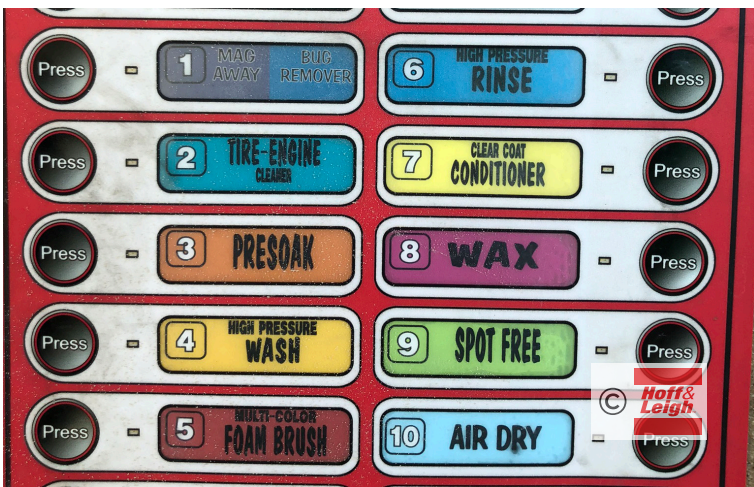 Press
1
MAG
AWAY
BUG
REMOVER
6
HIGH PRESSURE
RINSE
Press
Press
2
TIRE-ENGINE
CLEANER
7
CLEAR COAT
CONDITIONER
Press
Press
3
PRESOAK
8
WAX
Press
Press
4
HIGH PRESSURE
WASH
9
SPOT FREE
Press
Press
5
MULTI-COLOR
FOAM BRUSH
10
AIR DRY
Press
© Hoff&
Leigh